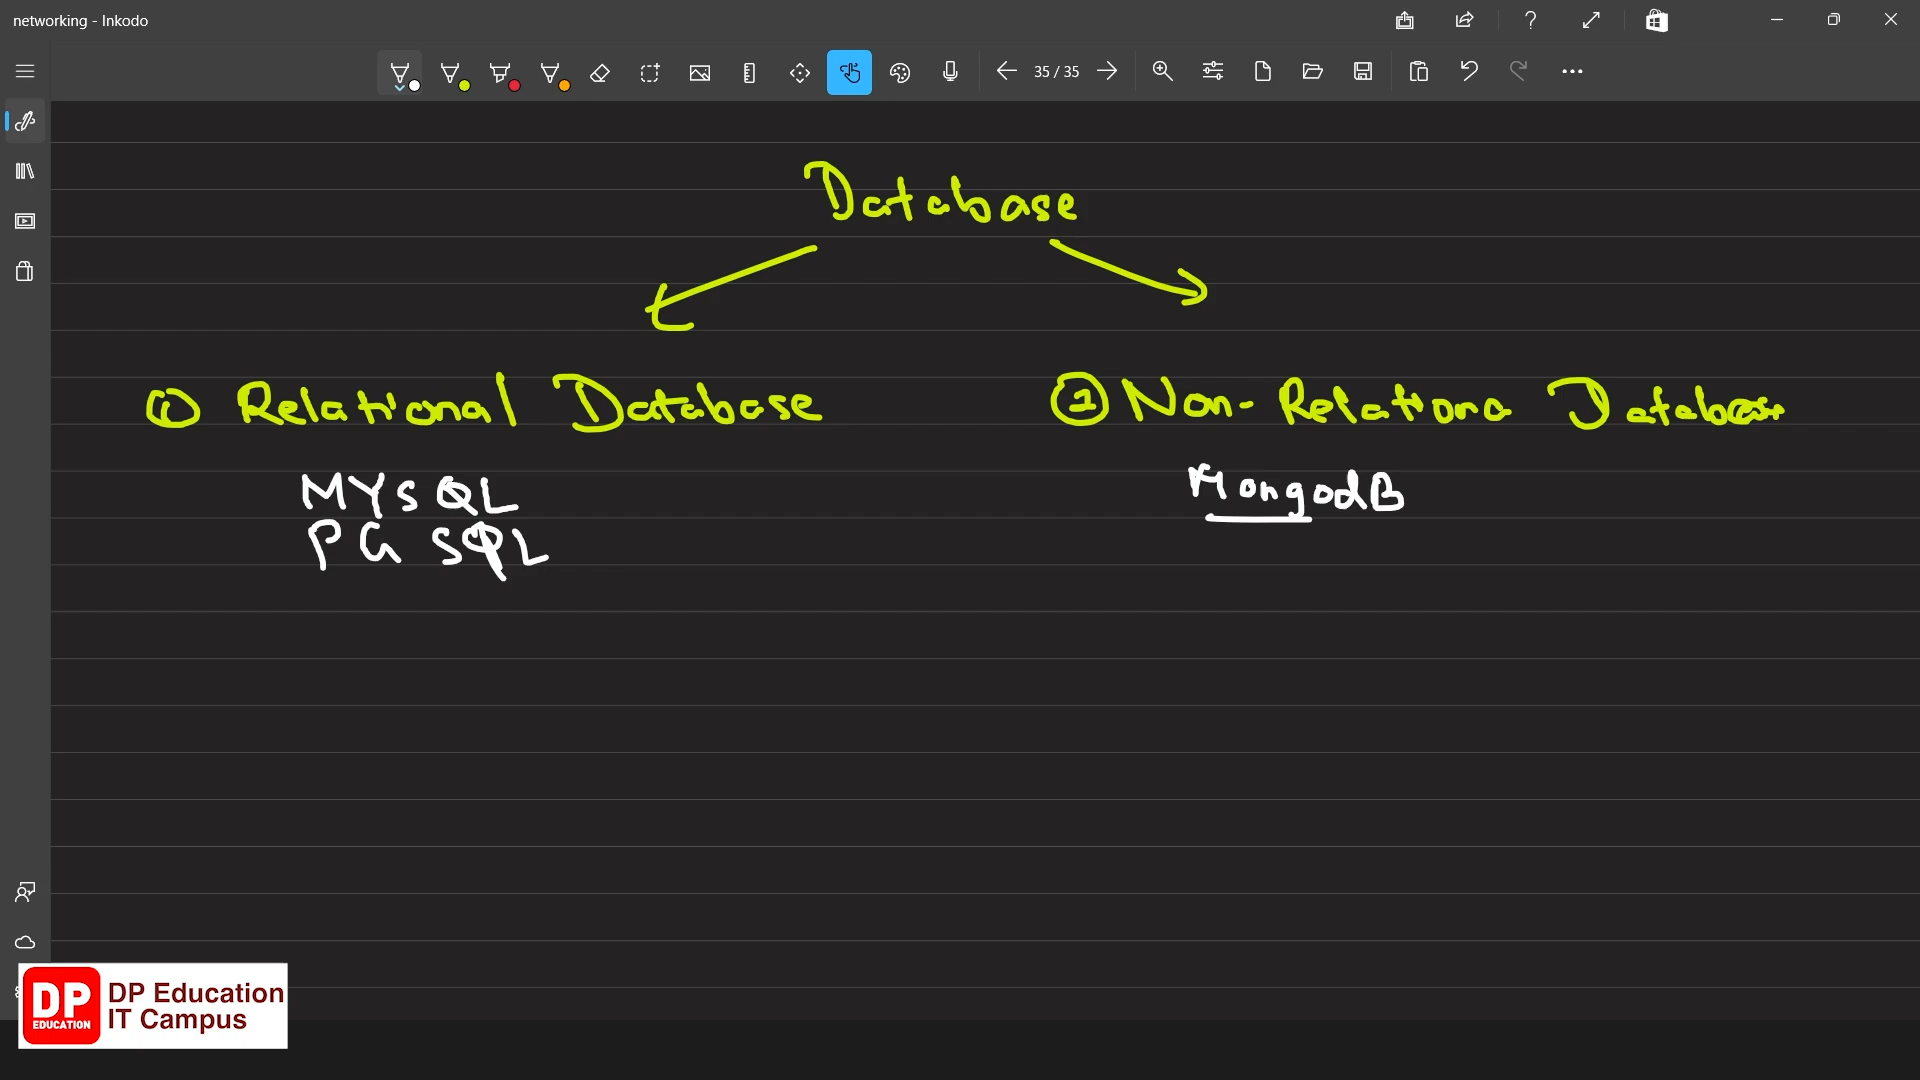 networking - Inkodo
35 / 35
Database
① Relational Database
② Non-Relationa Database
MYSQL
PG SQL
MongodB
DP
EDUCATION
DP Education
IT Campus